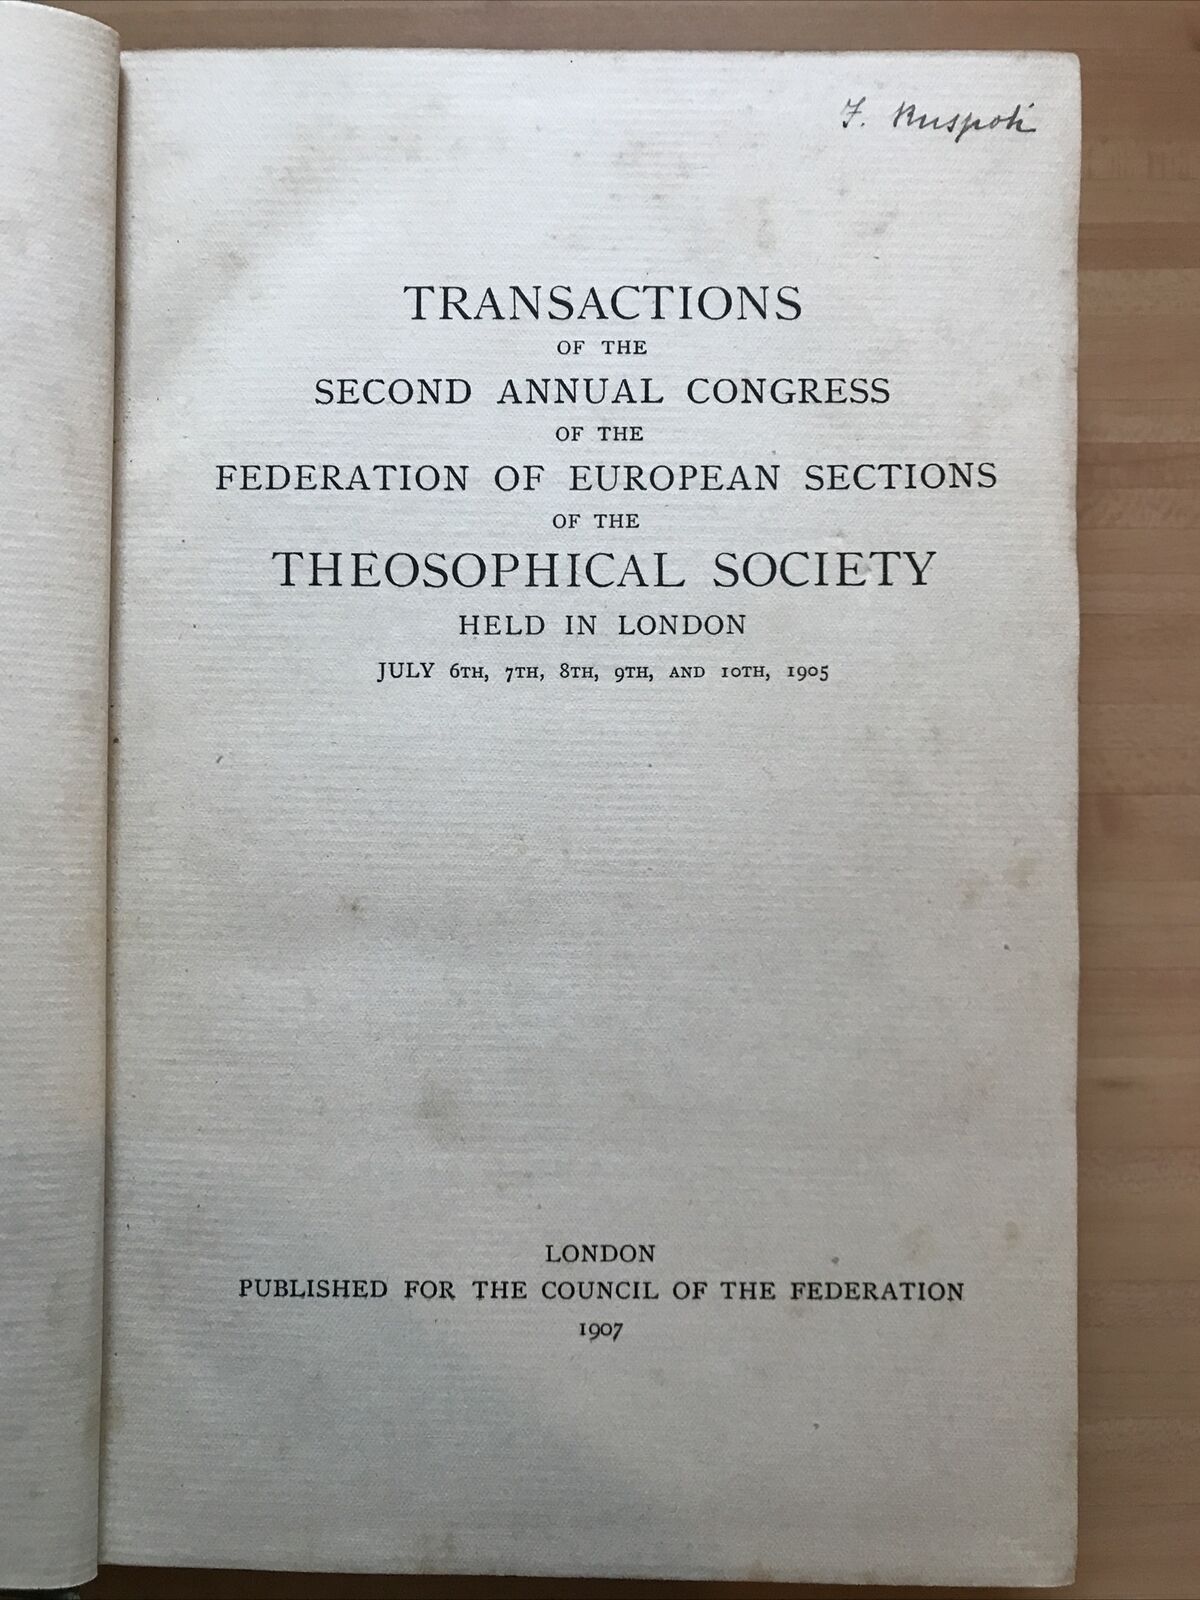 F. Ruspoli
TRANSACTIONS
OF THE
SECOND ANNUAL CONGRESS
OF THE
FEDERATION OF EUROPEAN SECTIONS
OF THE
THEOSOPHICAL SOCIETY
HELD IN LONDON
JULY 6TH, 7TH, 8TH, 9TH, AND 10TH, 1905
LONDON
PUBLISHED FOR THE COUNCIL OF THE FEDERATION
1907